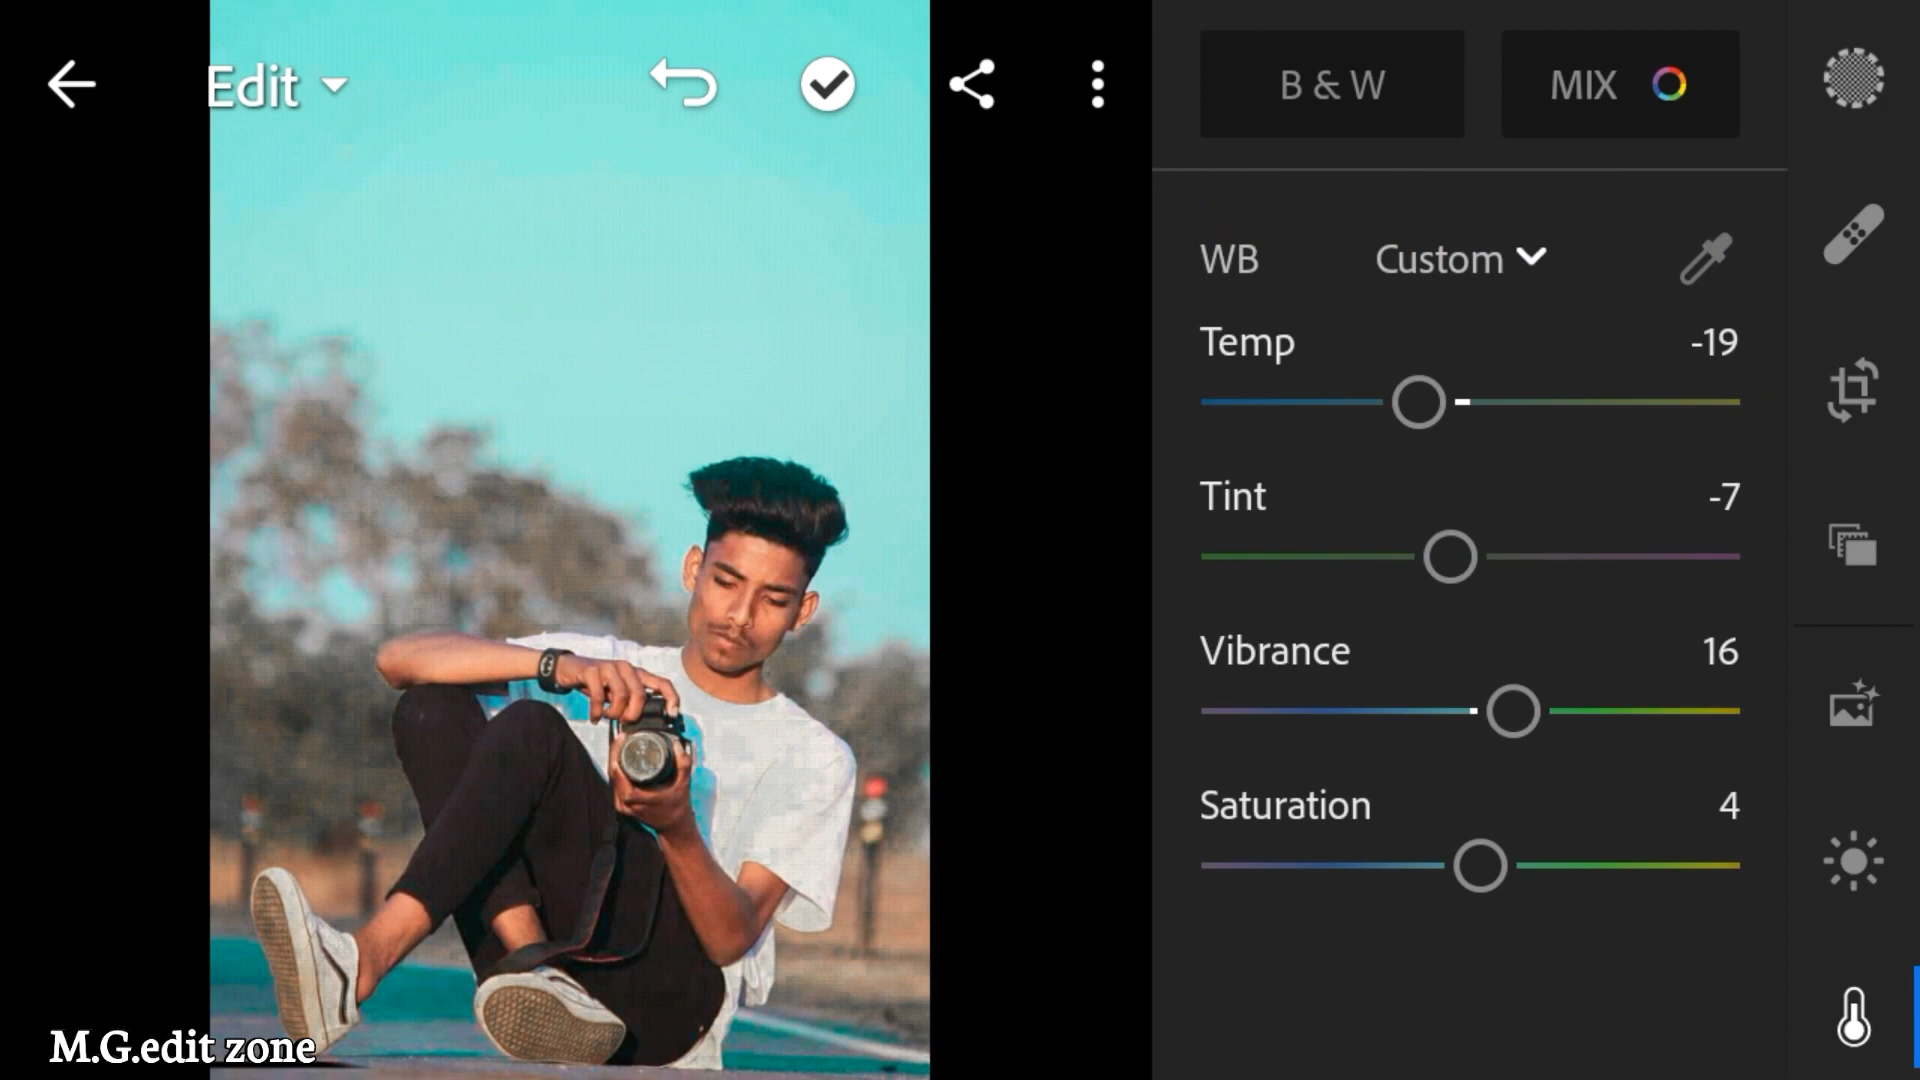 Edit
B & W
MIX
WB Custom
Temp -19
Tint -7
Vibrance 16
Saturation 4
M.G.edit zone